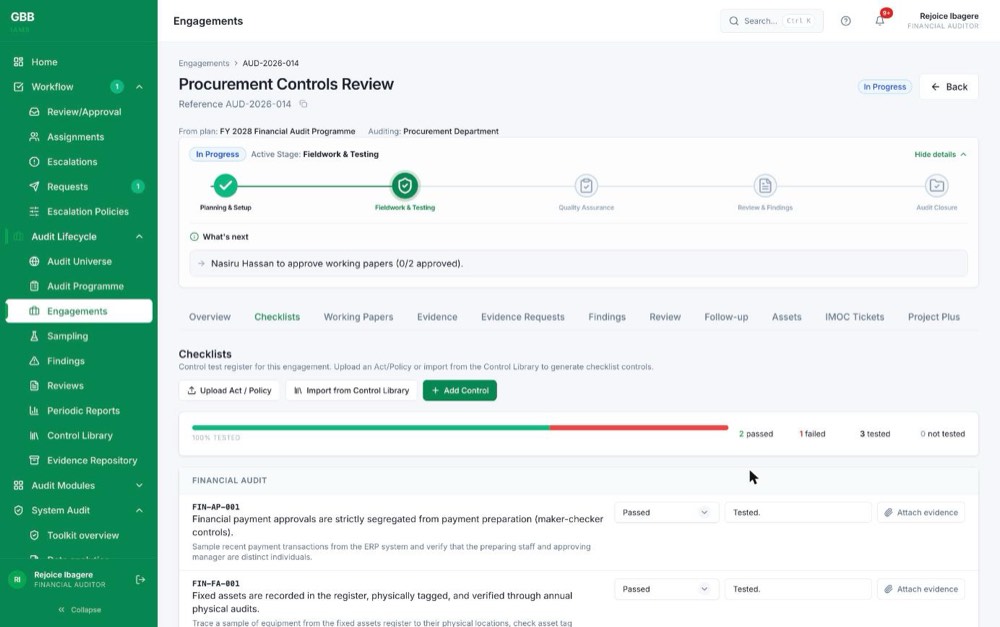 GBB
Engagements
Search... Ctrl K
9+
Rejoice Ibagere
FINANCIAL AUDITOR
Home
Workflow 1
Review/Approval
Assignments
Escalations
Requests 1
Escalation Policies
Audit Lifecycle
Audit Universe
Audit Programme
Engagements
Sampling
Findings
Reviews
Periodic Reports
Control Library
Evidence Repository
Audit Modules
System Audit
Toolkit overview
RI
Rejoice Ibagere
FINANCIAL AUDITOR
Collapse
Engagements > AUD-2026-014
Procurement Controls Review
Reference AUD-2026-014
In Progress
Back
From plan: FY 2028 Financial Audit Programme Auditing: Procurement Department
In Progress Active Stage: Fieldwork & Testing
Hide details
Planning & Setup
Fieldwork & Testing
Quality Assurance
Review & Findings
Audit Closure
What's next
Nasiru Hassan to approve working papers (0/2 approved).
Overview Checklists Working Papers Evidence Evidence Requests Findings Review Follow-up Assets IMOC Tickets Project Plus
Checklists
Control test register for this engagement. Upload an Act/Policy or import from the Control Library to generate checklist controls.
Upload Act / Policy Import from Control Library + Add Control
100% TESTED
2 passed 1 failed 3 tested 0 not tested
FINANCIAL AUDIT
FIN-AP-001
Financial payment approvals are strictly segregated from payment preparation (maker-checker
controls).
Sample recent payment transactions from the ERP system and verify that the preparing staff and approving
manager are distinct individuals.
Passed Tested. Attach evidence
FIN-FA-001
Fixed assets are recorded in the register, physically tagged, and verified through annual
physical audits.
Trace a sample of equipment from the fixed assets register to their physical locations, check asset tag
Passed Tested. Attach evidence